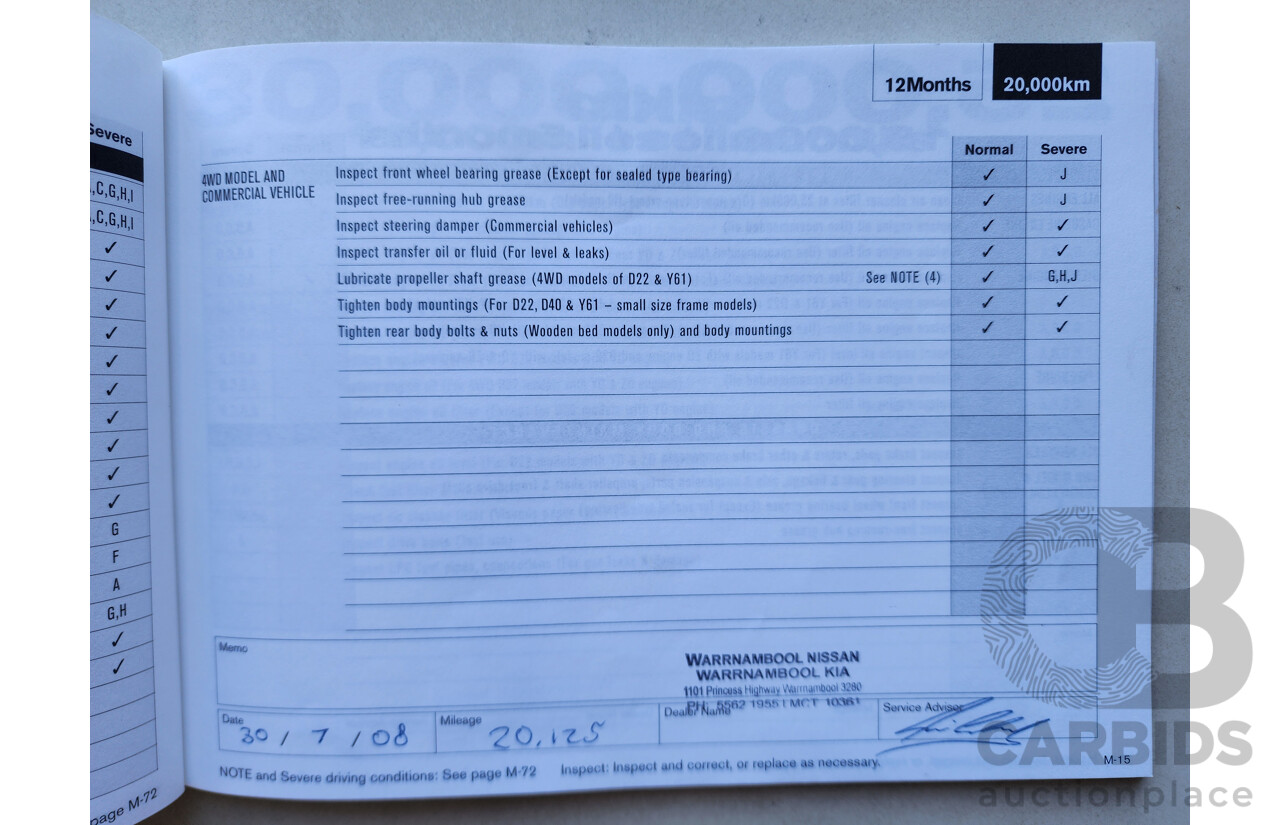 12Months 20,000km
Severe
,C,G,H,I
,C,G,H,I
✓
✓
✓
✓
✓
✓
✓
✓
✓
✓
G
F
A
G,H
✓
✓
page M-72
Normal Severe
4WD MODEL AND
COMMERCIAL VEHICLE
Inspect front wheel bearing grease (Except for sealed type bearing) ✓ J
Inspect free-running hub grease ✓ J
Inspect steering damper (Commercial vehicles) ✓ ✓
Inspect transfer oil or fluid (For level & leaks) ✓ ✓
Lubricate propeller shaft grease (4WD models of D22 & Y61) See NOTE (4) ✓ G,H,J
Tighten body mountings (For D22, D40 & Y61 – small size frame models) ✓ ✓
Tighten rear body bolts & nuts (Wooden bed models only) and body mountings ✓ ✓
Memo
WARRNAMBOOL NISSAN
WARRNAMBOOL KIA
1101 Princess Highway Warrnambool 3280
PH: 5562 1955 LMCT 10361
Date Mileage Dealer Name Service Advisor
30 / 7 / 08 20,125
NOTE and Severe driving conditions: See page M-72 Inspect: Inspect and correct, or replace as necessary.
M-15
CB
CARBIDS
auctionplace